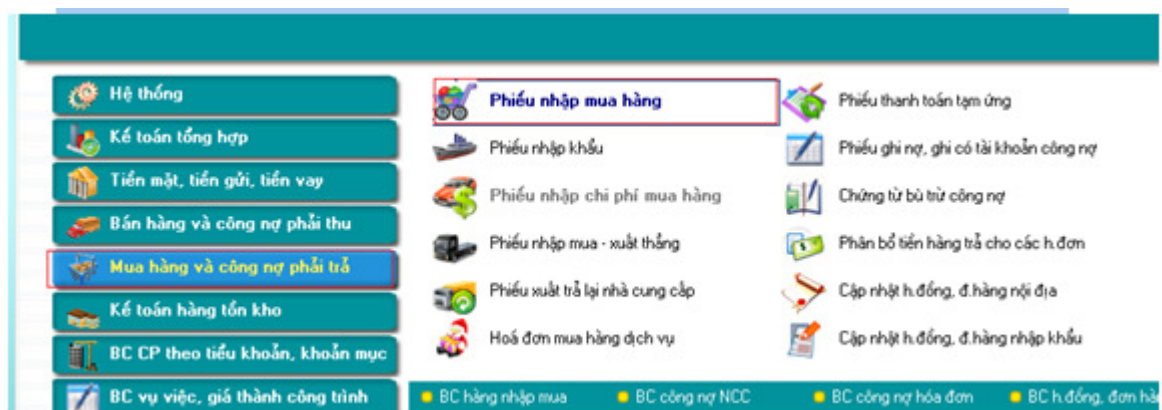 Hệ thống
Kế toán tổng hợp
Tiền mặt, tiền gửi, tiền vay
Bán hàng và công nợ phải thu
Mua hàng và công nợ phải trả
Kế toán hàng tồn kho
BC CP theo tiểu khoản, khoản mục
BC vụ việc, giá thành công trình
Phiếu nhập mua hàng
Phiếu nhập khẩu
Phiếu nhập chi phí mua hàng
Phiếu nhập mua - xuất thẳng
Phiếu xuất trả lại nhà cung cấp
Hoá đơn mua hàng dịch vụ
Phiếu thanh toán tạm ứng
Phiếu ghi nợ, ghi có tài khoản công nợ
Chứng từ bù trừ công nợ
Phân bổ tiền hàng trả cho các h.đơn
Cập nhật h.đồng, đ.hàng nội địa
Cập nhật h.đồng, đ.hàng nhập khẩu
BC hàng nhập mua BC công nợ NCC BC công nợ hóa đơn BC h.đồng, đơn